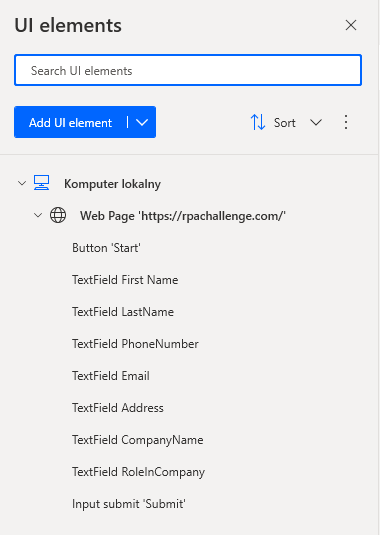 UI elements
Search UI elements
Add UI element
Sort
Komputer lokalny
Web Page 'https://rpachallenge.com/'
Button 'Start'
TextField First Name
TextField LastName
TextField PhoneNumber
TextField Email
TextField Address
TextField CompanyName
TextField RoleInCompany
Input submit 'Submit'